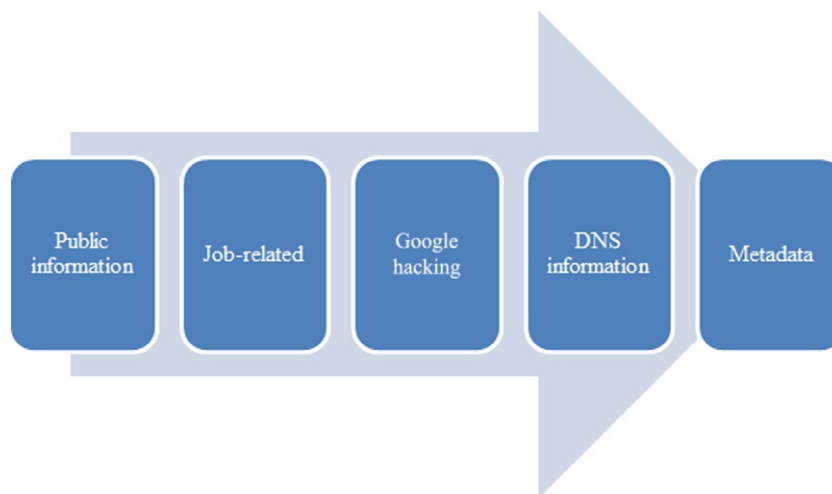 Public
information
Job-related
Google
hacking
DNS
information
Metadata